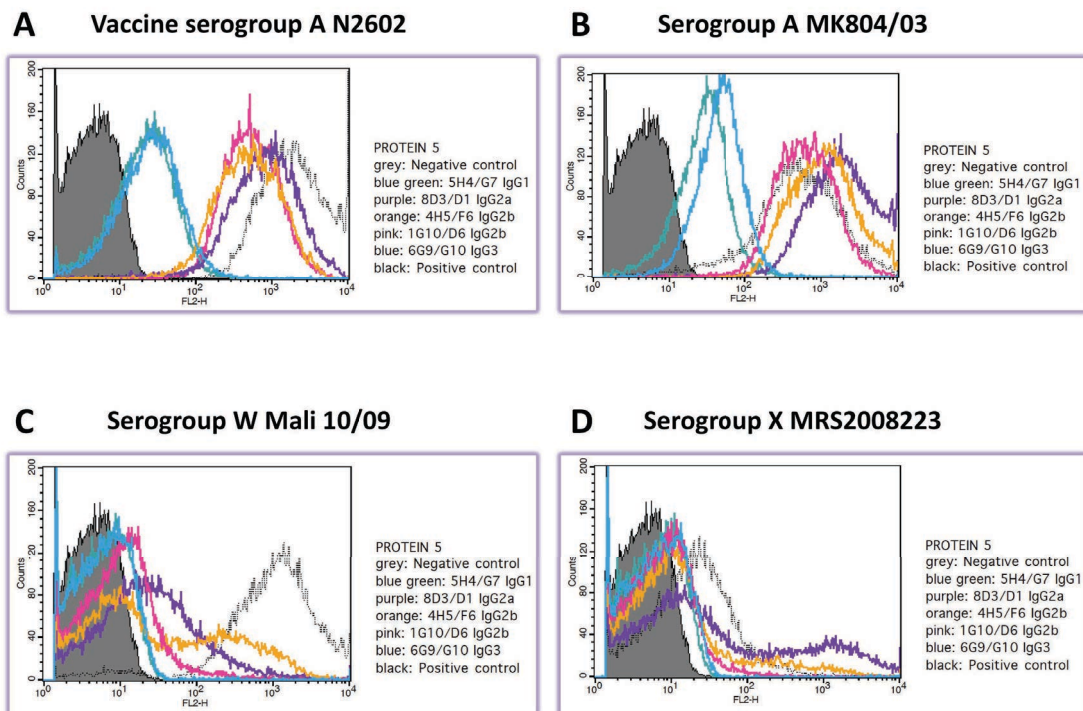 A Vaccine serogroup A N2602
200
160
120
80
40
0
Counts
10^0 10^1 10^2 10^3 10^4
FL2-H
PROTEIN 5
grey: Negative control
blue green: 5H4/G7 IgG1
purple: 8D3/D1 IgG2a
orange: 4H5/F6 IgG2b
pink: 1G10/D6 IgG2b
blue: 6G9/G10 IgG3
black: Positive control
B Serogroup A MK804/03
200
160
120
80
40
0
Counts
10^0 10^1 10^2 10^3 10^4
FL2-H
PROTEIN 5
grey: Negative control
blue green: 5H4/G7 IgG1
purple: 8D3/D1 IgG2a
orange: 4H5/F6 IgG2b
pink: 1G10/D6 IgG2b
blue: 6G9/G10 IgG3
black: Positive control
C Serogroup W Mali 10/09
200
160
120
80
40
0
Counts
10^0 10^1 10^2 10^3 10^4
FL2-H
PROTEIN 5
grey: Negative control
blue green: 5H4/G7 IgG1
purple: 8D3/D1 IgG2a
orange: 4H5/F6 IgG2b
pink: 1G10/D6 IgG2b
blue: 6G9/G10 IgG3
black: Positive control
D Serogroup X MRS2008223
200
160
120
80
40
0
Counts
10^0 10^1 10^2 10^3 10^4
FL2-H
PROTEIN 5
grey: Negative control
blue green: 5H4/G7 IgG1
purple: 8D3/D1 IgG2a
orange: 4H5/F6 IgG2b
pink: 1G10/D6 IgG2b
blue: 6G9/G10 IgG3
black: Positive control